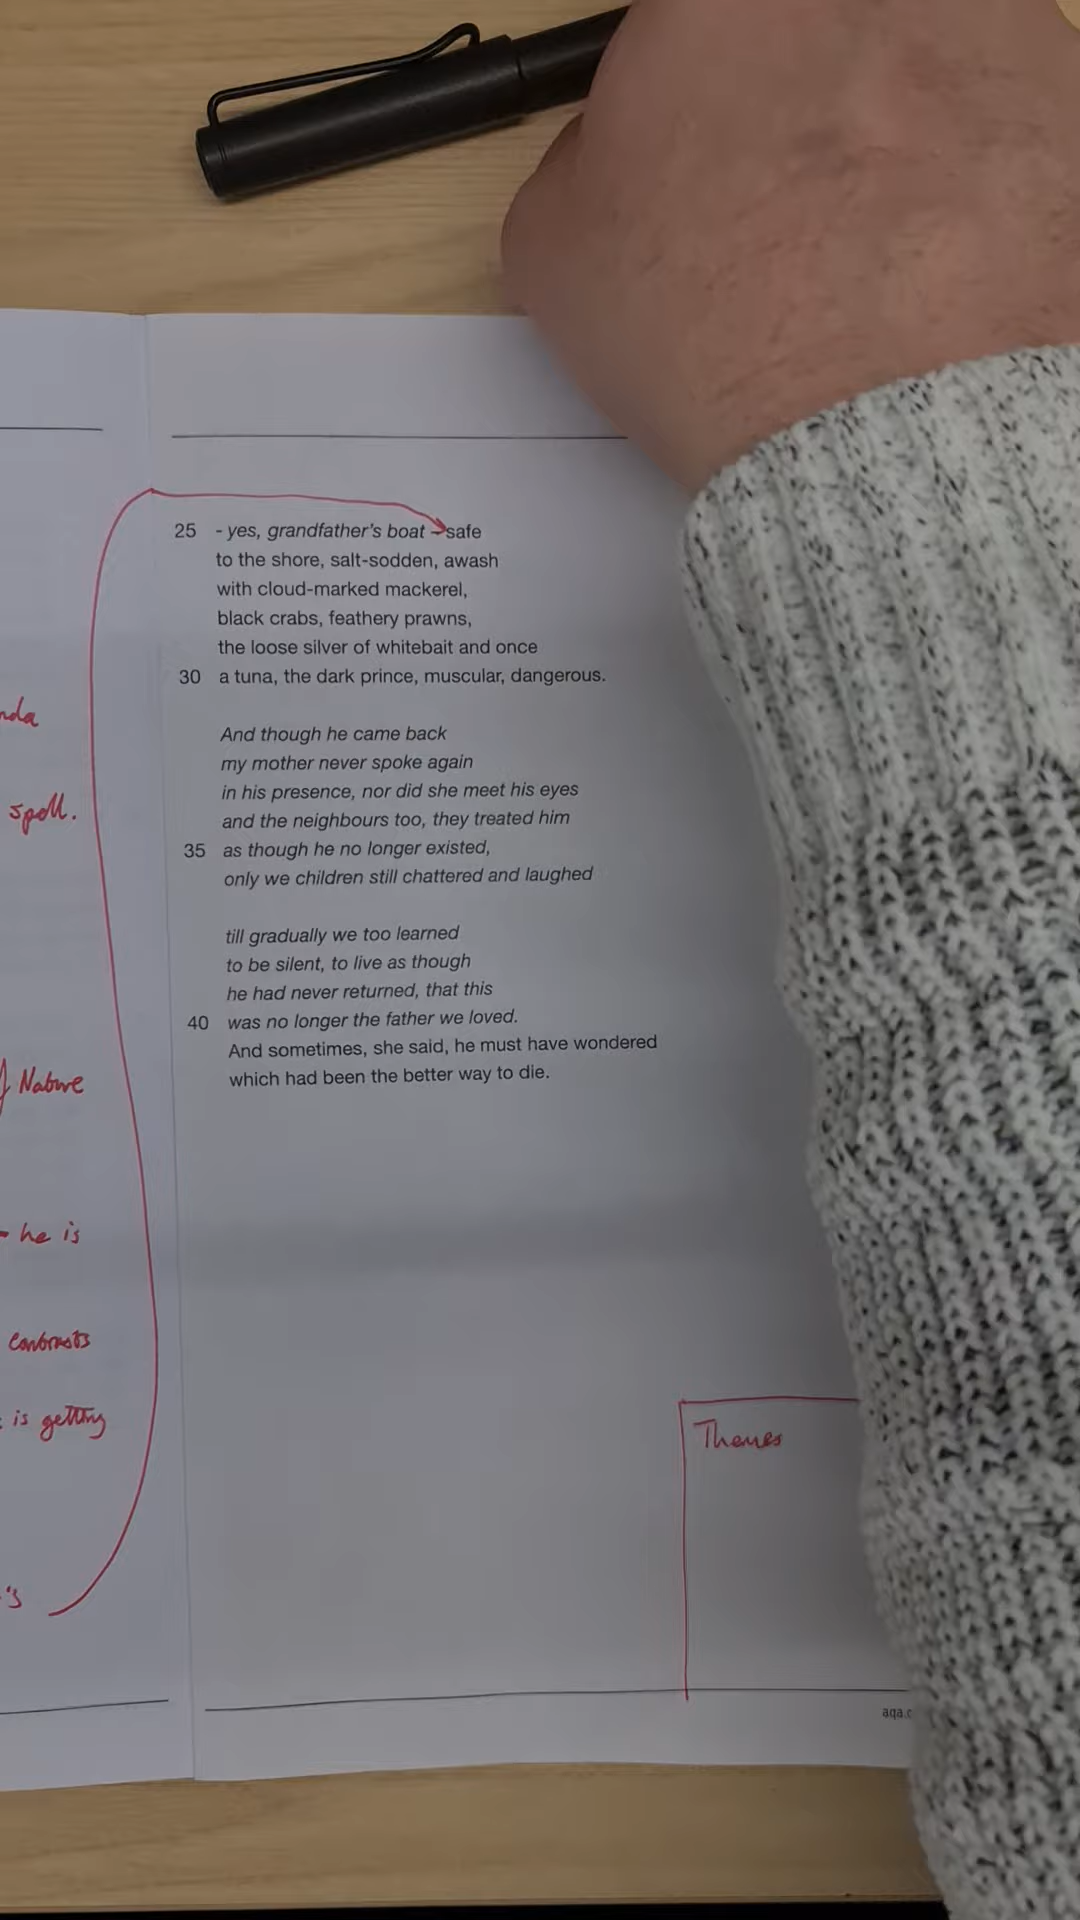 25 - yes, grandfather's boat - safe
to the shore, salt-sodden, awash
with cloud-marked mackerel,
black crabs, feathery prawns,
the loose silver of whitebait and once
30 a tuna, the dark prince, muscular, dangerous.
And though he came back
my mother never spoke again
in his presence, nor did she meet his eyes
and the neighbours too, they treated him
35 as though he no longer existed,
only we children still chattered and laughed
till gradually we too learned
to be silent, to live as though
he had never returned, that this
40 was no longer the father we loved.
And sometimes, she said, he must have wondered
which had been the better way to die.
spell.
Nature
- he is
contrasts
is getting
's
Themes